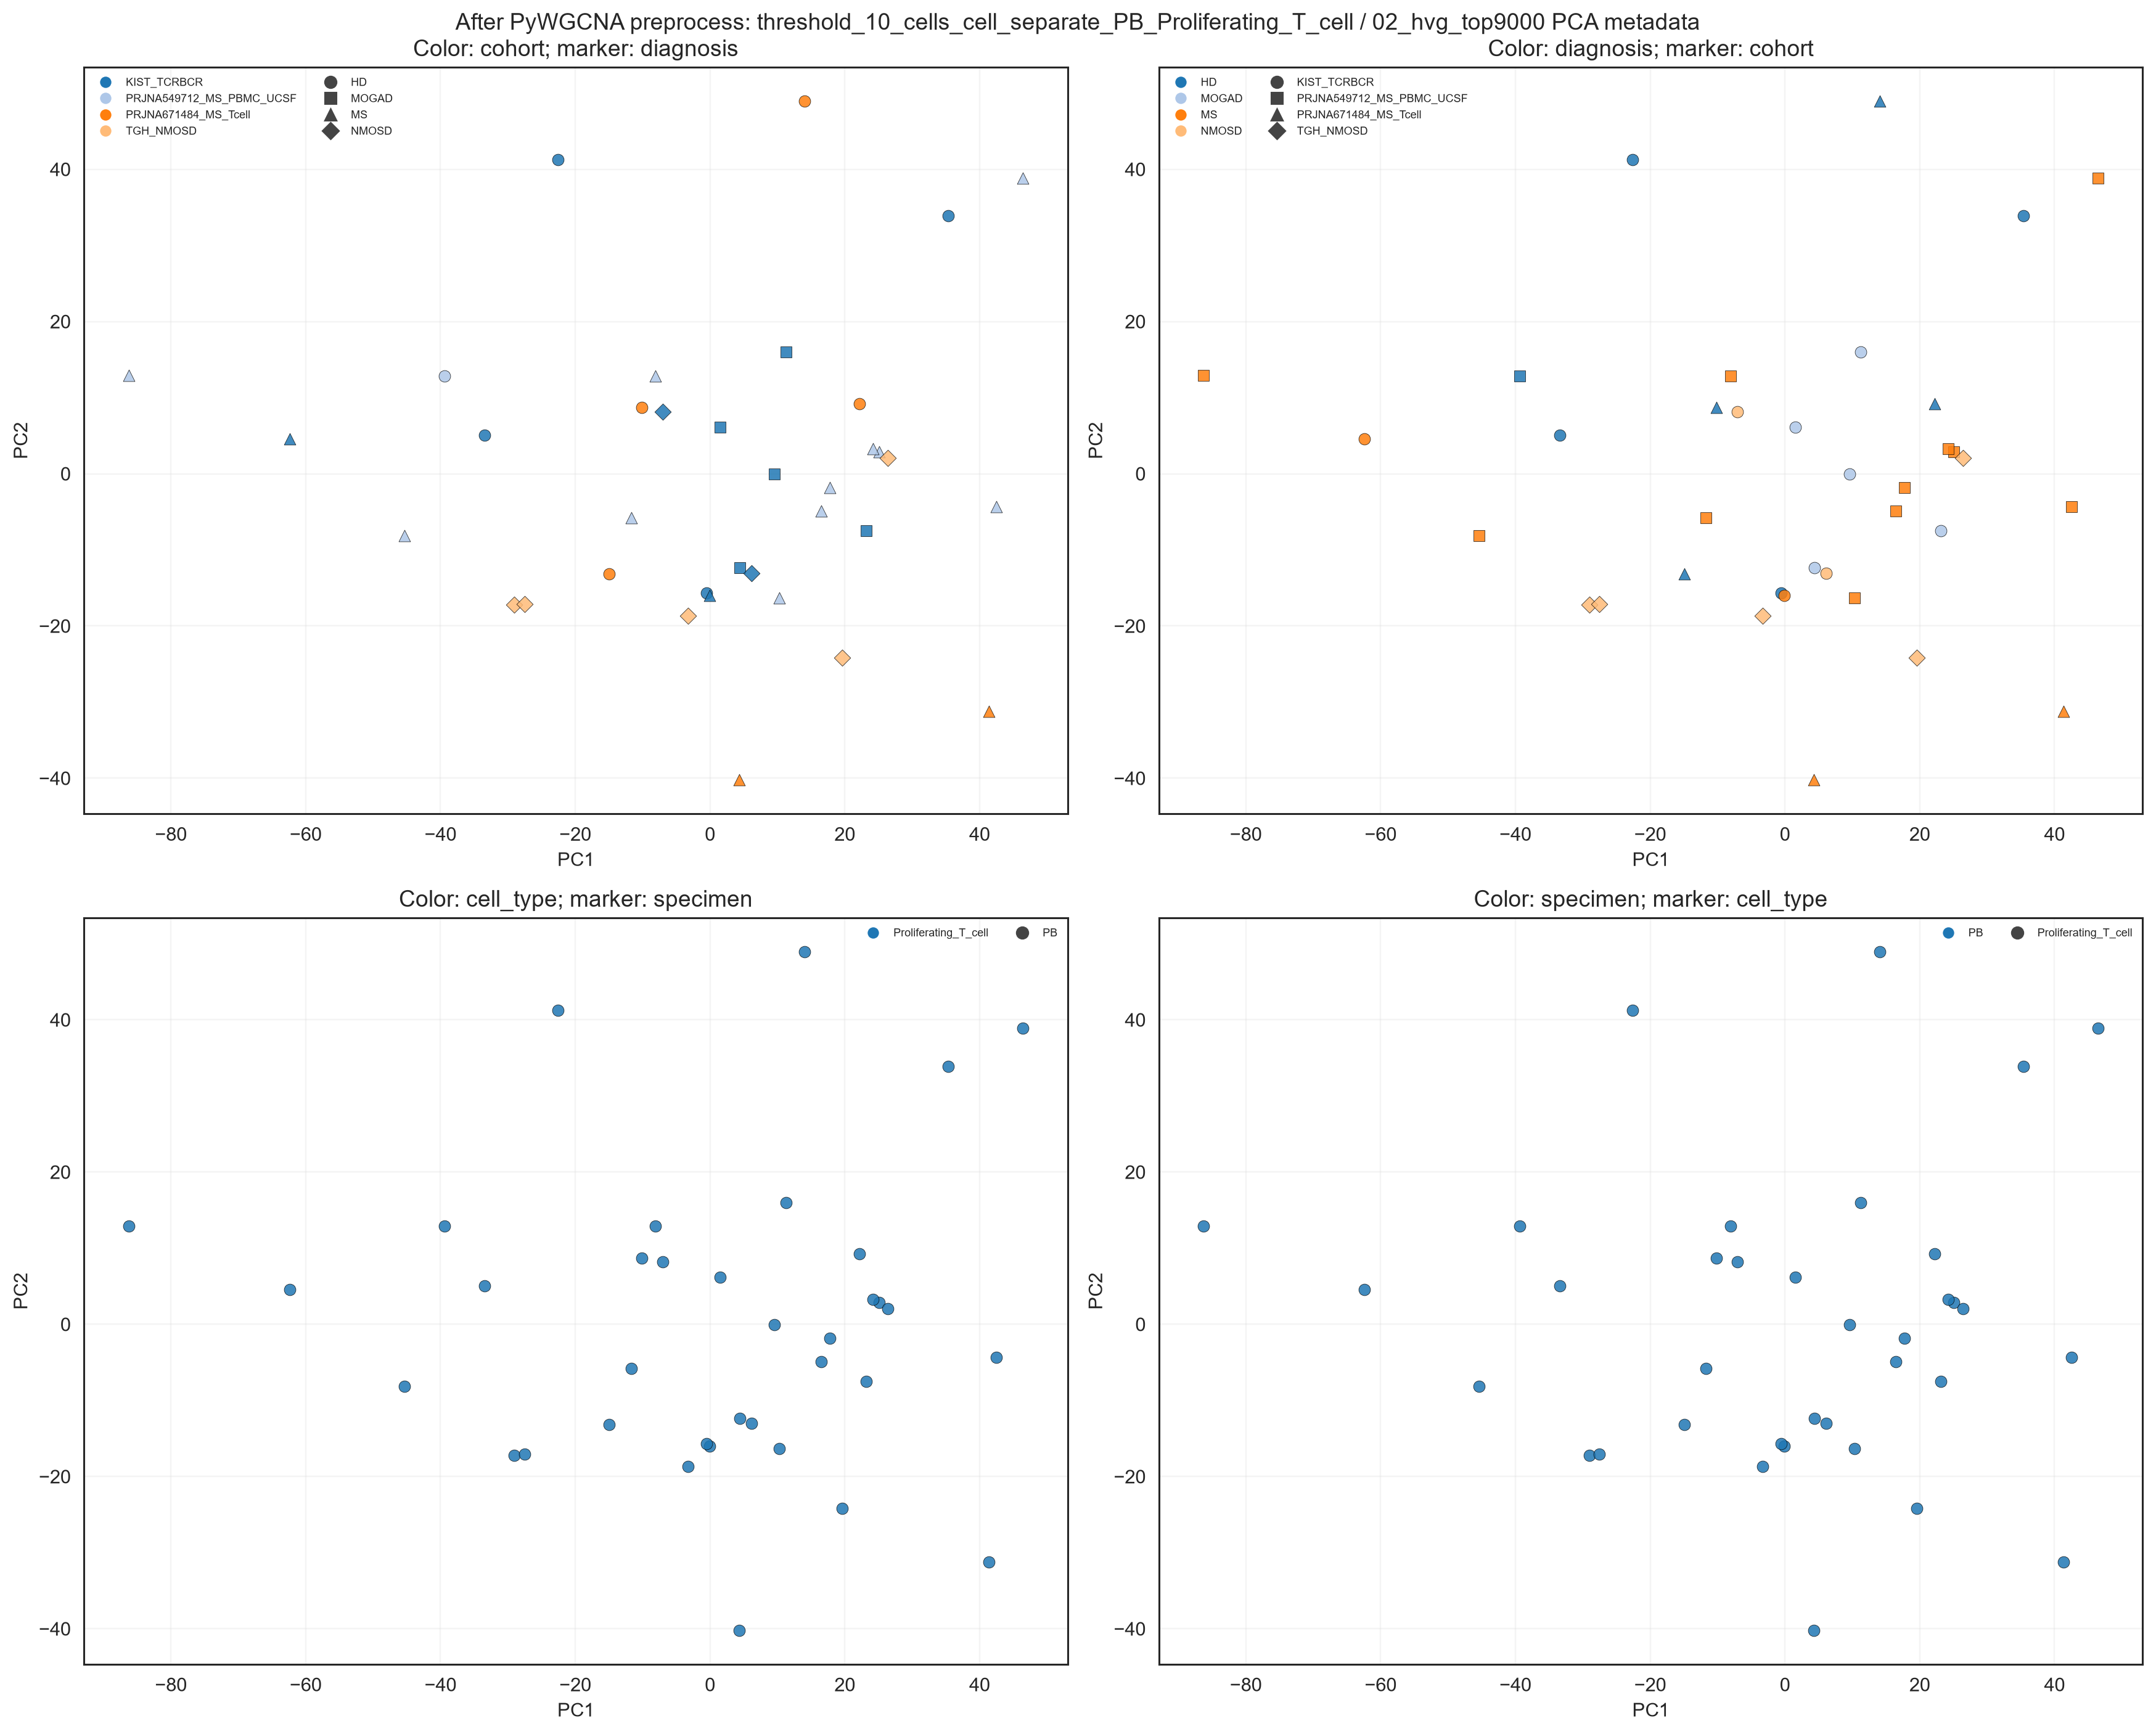 After PyWGCNA preprocess: threshold_10_cells_cell_separate_PB_Proliferating_T_cell / 02_hvg_top9000 PCA metadata
Color: cohort; marker: diagnosis
KIST_TCRBCR
PRJNA549712_MS_PBMC_UCSF
PRJNA671484_MS_Tcell
TGH_NMOSD
HD
MOGAD
MS
NMOSD
40
20
0
−20
−40
PC2
−80
−60
−40
−20
0
20
40
PC1
Color: diagnosis; marker: cohort
HD
MOGAD
MS
NMOSD
KIST_TCRBCR
PRJNA549712_MS_PBMC_UCSF
PRJNA671484_MS_Tcell
TGH_NMOSD
40
20
0
−20
−40
PC2
−80
−60
−40
−20
0
20
40
PC1
Color: cell_type; marker: specimen
Proliferating_T_cell
PB
40
20
0
−20
−40
PC2
−80
−60
−40
−20
0
20
40
PC1
Color: specimen; marker: cell_type
PB
Proliferating_T_cell
40
20
0
−20
−40
PC2
−80
−60
−40
−20
0
20
40
PC1